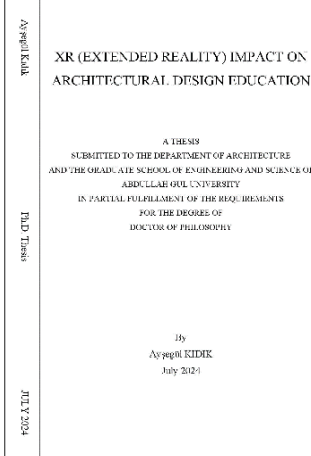 Ayşegül Kıdık
Ph.D. Thesis
JULY 2024
XR (EXTENDED REALITY) IMPACT ON
ARCHITECTURAL DESIGN EDUCATION
A THESIS
SUBMITTED TO THE DEPARTMENT OF ARCHITECTURE
AND THE GRADUATE SCHOOL OF ENGINEERING AND SCIENCE OF
ABDULLAH GUL UNIVERSITY
IN PARTIAL FULFILLMENT OF THE REQUIREMENTS
FOR THE DEGREE OF
DOCTOR OF PHILOSOPHY
By
Ayşegül KIDIK
July 2024